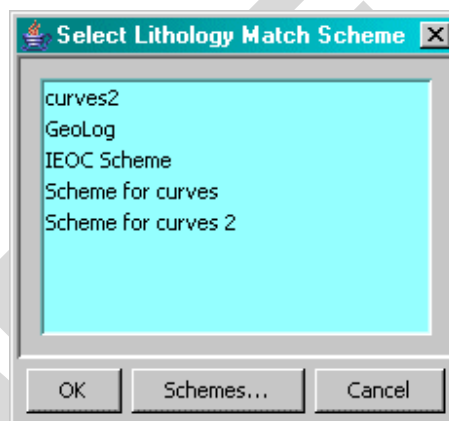 Select Lithology Match Scheme
curves2
GeoLog
IEOC Scheme
Scheme for curves
Scheme for curves 2
OK Schemes... Cancel